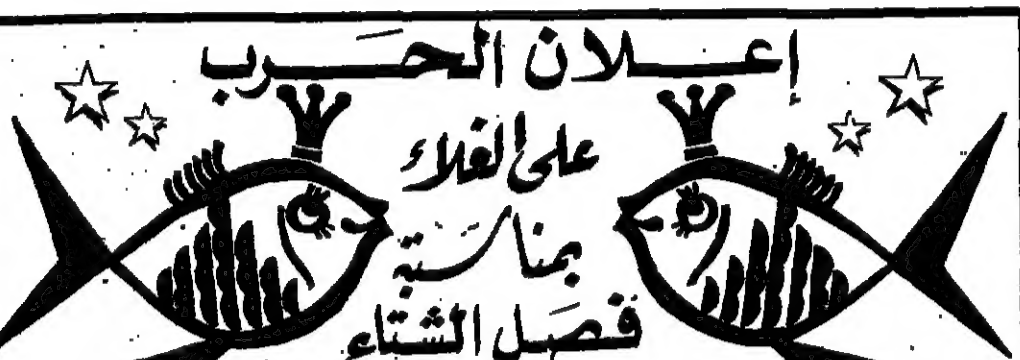 إعلان الحرب
على الغلاء
بمناسبة
فصل الشتاء